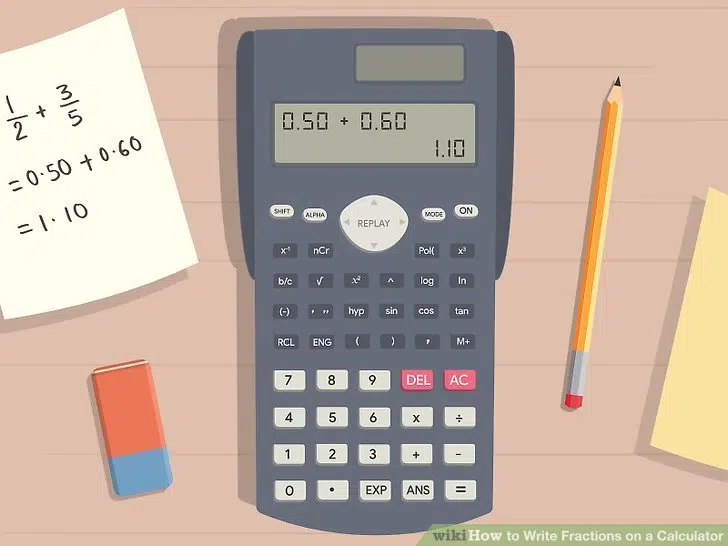 1/2 + 3/5
=0.50 + 0.60
=1.10
0.50 + 0.60
1.10
SHIFT ALPHA REPLAY MODE ON
x⁻¹ nCr Pol( x³
b/c √ x² ^ log ln
(-) , ,, hyp sin cos tan
RCL ENG ( ) , M+
7 8 9 DEL AC
4 5 6 x ÷
1 2 3 + -
0 • EXP ANS =
wikiHow to Write Fractions on a Calculator